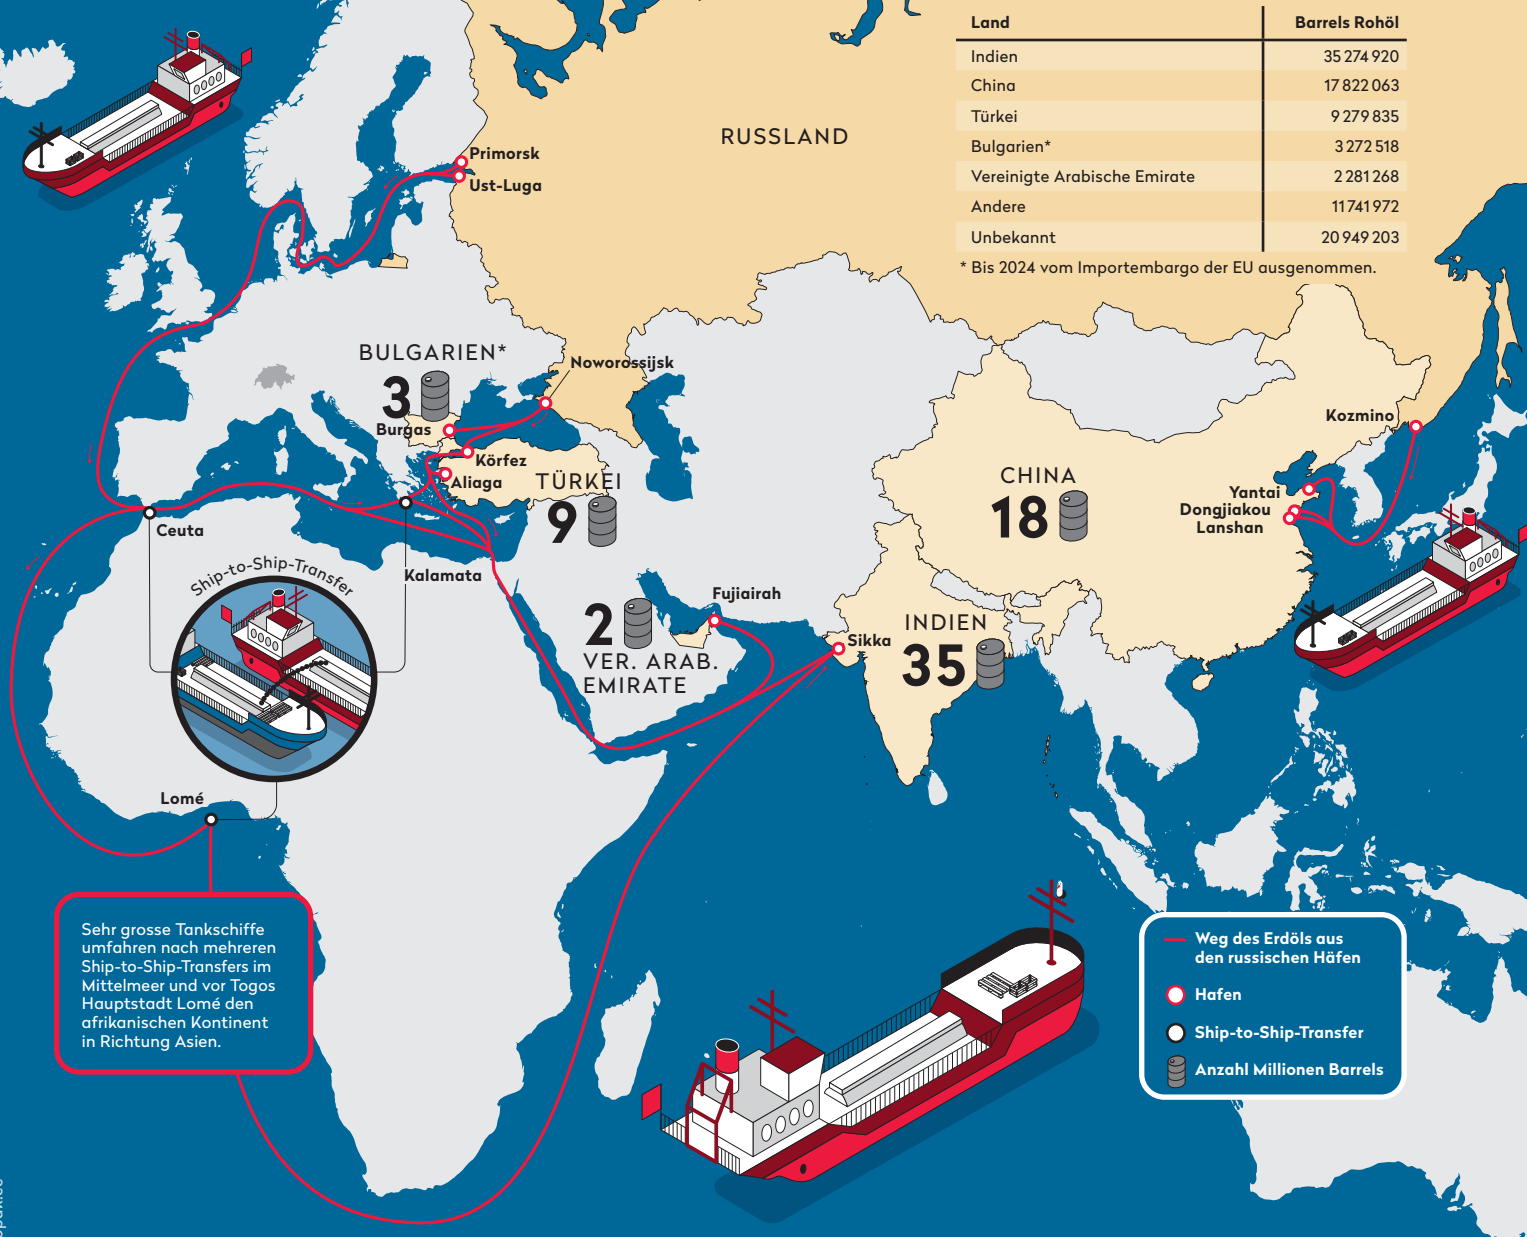 Land Barrels Rohöl
Indien 35 274 920
China 17 822 063
Türkei 9 279 835
Bulgarien* 3 272 518
Vereinigte Arabische Emirate 2 281 268
Andere 11 741 972
Unbekannt 20 949 203
* Bis 2024 vom Importembargo der EU ausgenommen.
RUSSLAND
Primorsk
Ust-Luga
BULGARIEN*
3
Burgas
Noworossijsk
Körfez
Aliaga
TÜRKEI
9
Ceuta
Kalamata
Ship-to-Ship-Transfer
Lomé
CHINA
18
Kozmino
Yantai
Dongjiakou
Lanshan
Fujiairah
2
VER. ARAB.
EMIRATE
Sikka
INDIEN
35
Sehr grosse Tankschiffe
umfahren nach mehreren
Ship-to-Ship-Transfers im
Mittelmeer und vor Togos
Hauptstadt Lomé den
afrikanischen Kontinent
in Richtung Asien.
Weg des Erdöls aus
den russischen Häfen
Hafen
Ship-to-Ship-Transfer
Anzahl Millionen Barrels